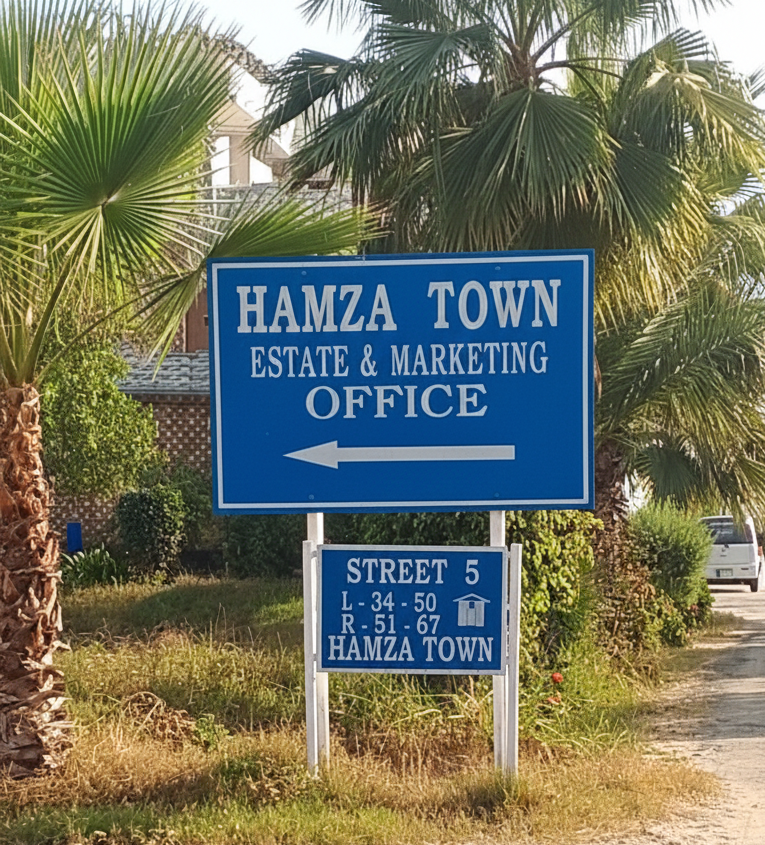 HAMZA TOWN
ESTATE & MARKETING
OFFICE
STREET 5
L - 34 - 50
R - 51 - 67
HAMZA TOWN